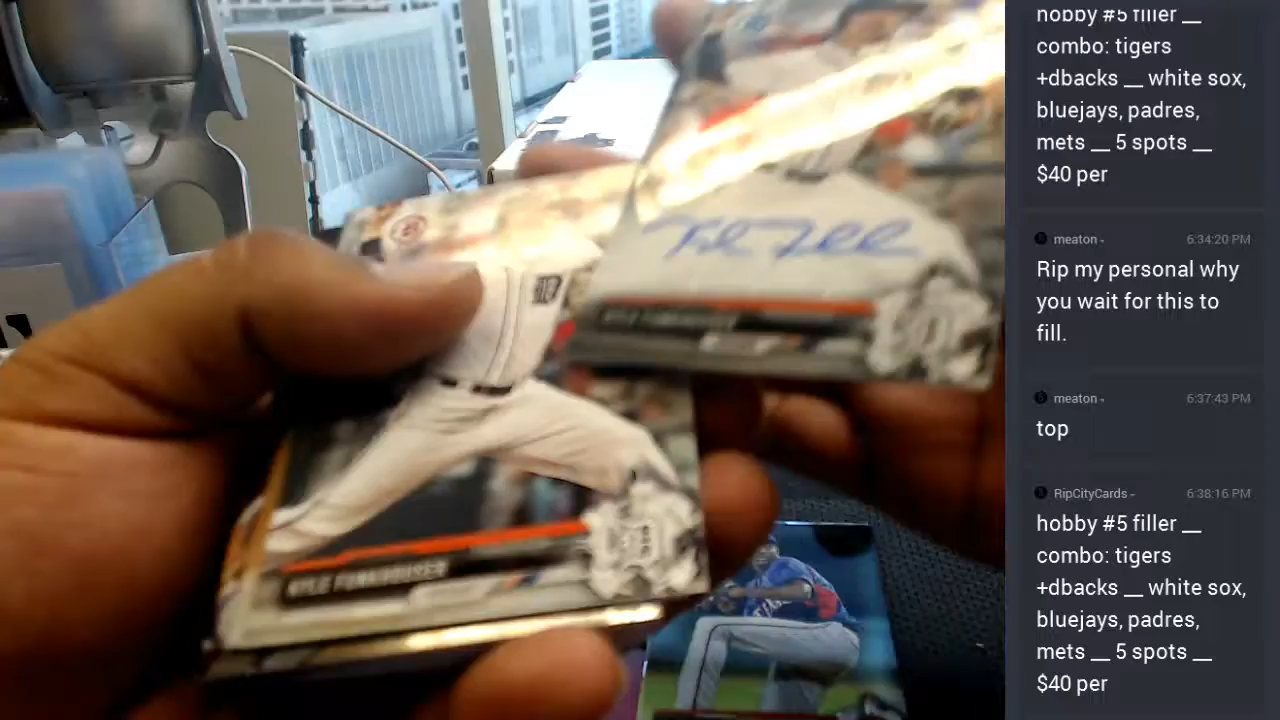 KYLE FUNKHOUSER
hobby #5 filler __
combo: tigers
+dbacks __ white sox,
bluejays, padres,
mets __ 5 spots __
$40 per
meaton -
6:34:20 PM
Rip my personal why
you wait for this to
fill.
meaton -
6:37:43 PM
top
RipCityCards -
6:38:16 PM
hobby #5 filler __
combo: tigers
+dbacks __ white sox,
bluejays, padres,
mets __ 5 spots __
$40 per